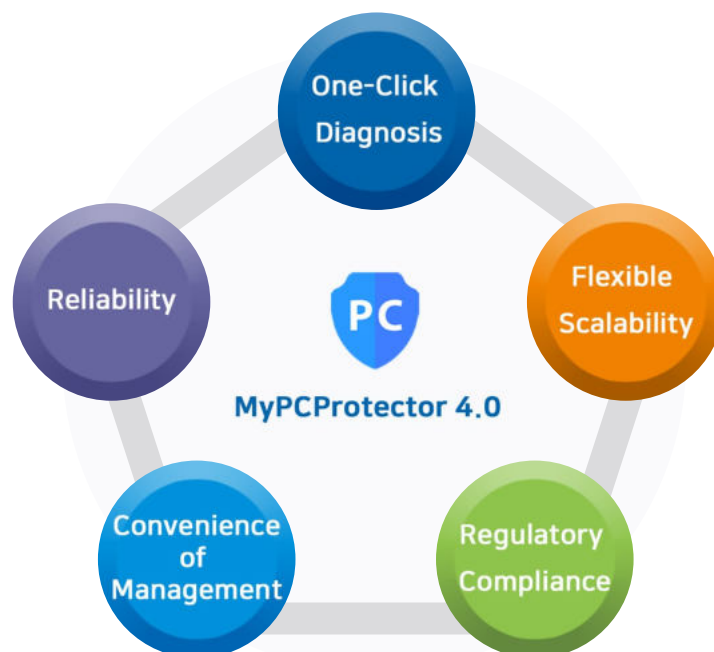 One-Click
Diagnosis
Reliability
Flexible
Scalability
PC
MyPCProtector 4.0
Convenience
of
Management
Regulatory
Compliance